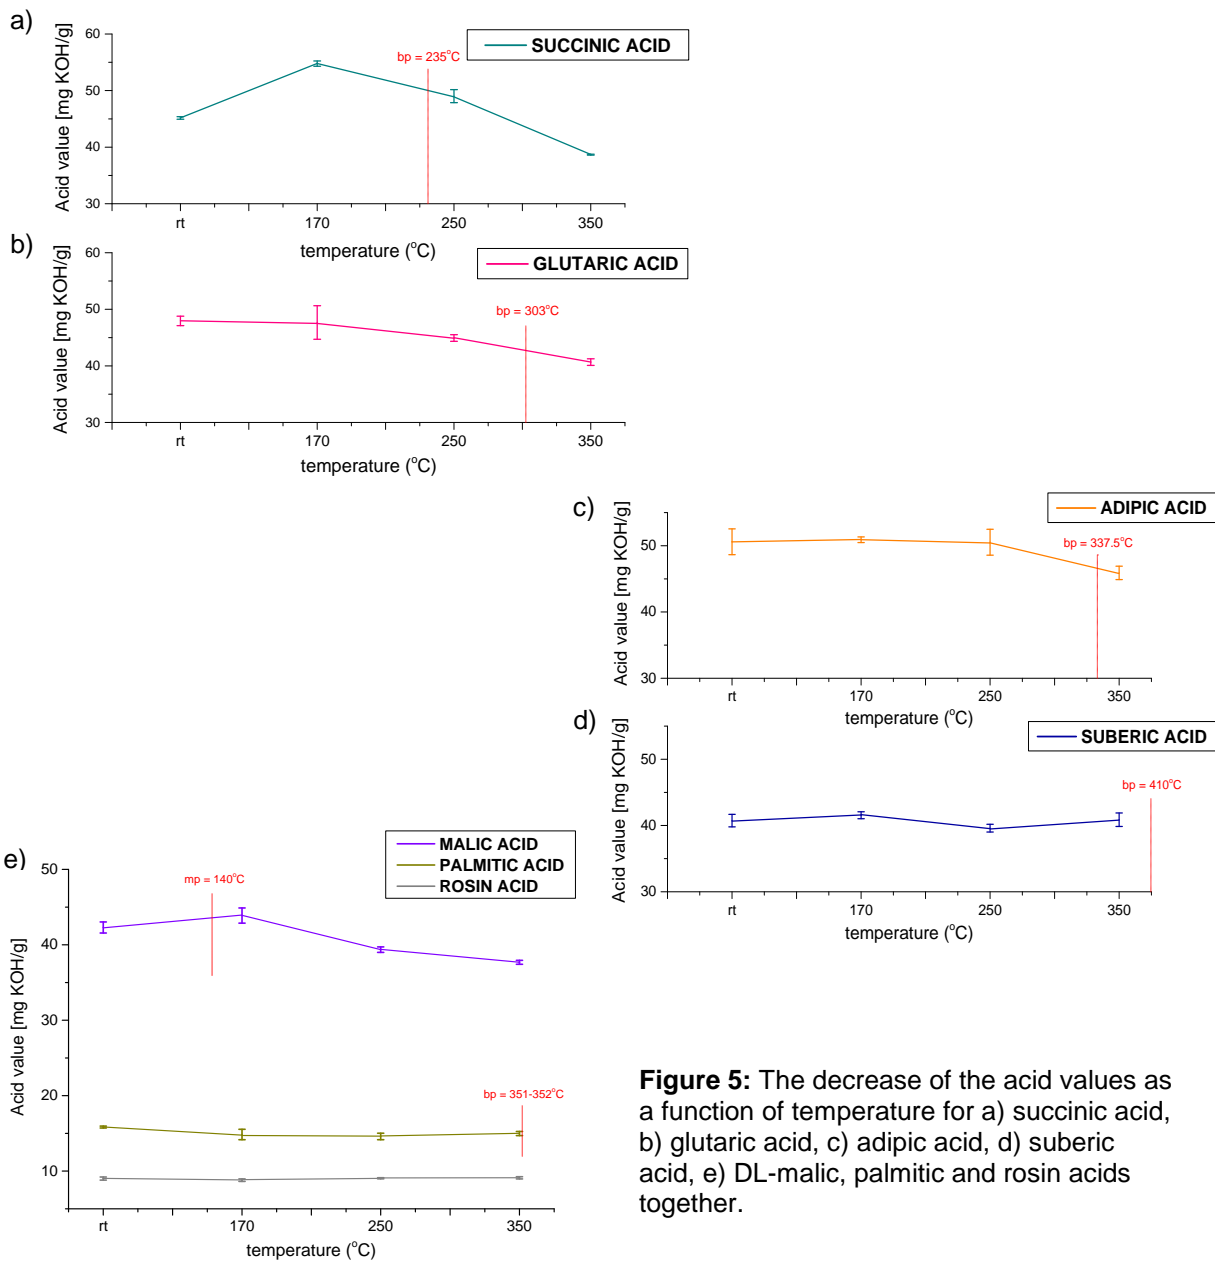 a)
SUCCINIC ACID
bp = 235°C
Acid value [mg KOH/g]
60
50
40
30
rt 170 250 350
temperature (°C)
b)
GLUTARIC ACID
bp = 303°C
Acid value [mg KOH/g]
60
50
40
30
rt 170 250 350
temperature (°C)
c)
ADIPIC ACID
bp = 337.5°C
Acid value [mg KOH/g]
50
40
30
rt 170 250 350
temperature (°C)
d)
SUBERIC ACID
bp = 410°C
Acid value [mg KOH/g]
50
40
30
rt 170 250 350
temperature (°C)
e)
MALIC ACID
PALMITIC ACID
ROSIN ACID
mp = 140°C
bp = 351-352°C
Acid value [mg KOH/g]
50
40
30
20
10
rt 170 250 350
temperature (°C)
Figure 5: The decrease of the acid values as
a function of temperature for a) succinic acid,
b) glutaric acid, c) adipic acid, d) suberic
acid, e) DL-malic, palmitic and rosin acids
together.